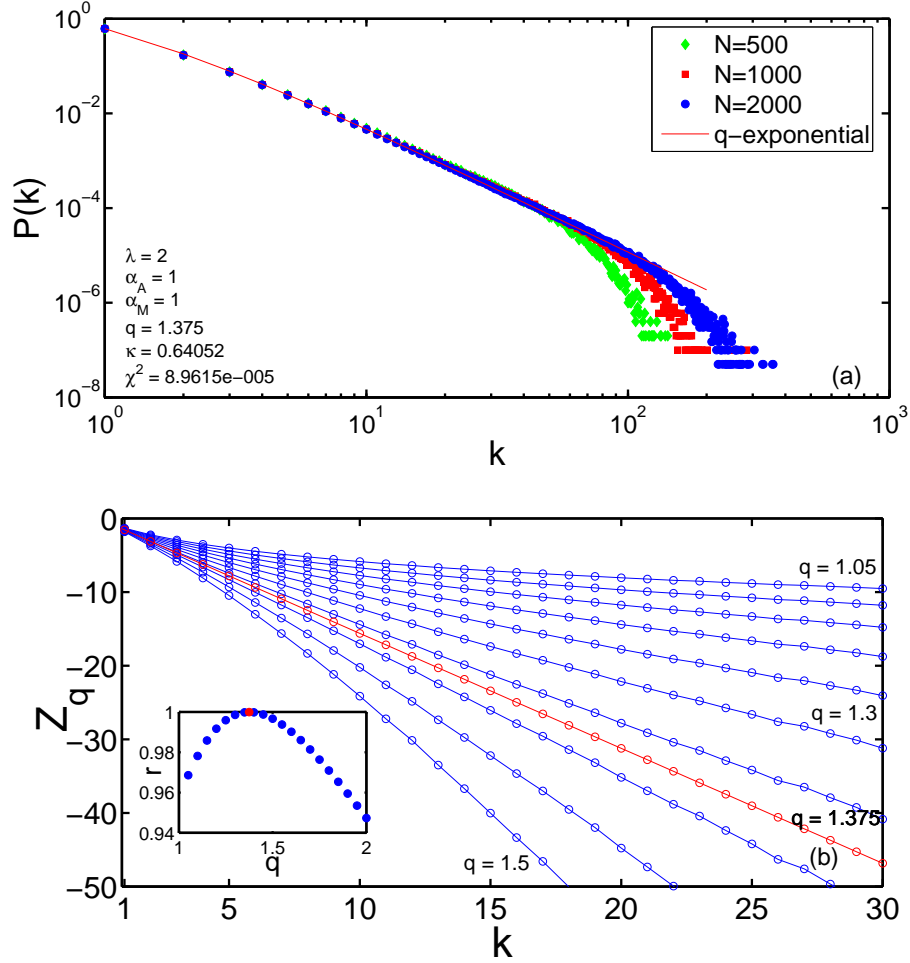 10^0
10^-2
10^-4
10^-6
10^-8
P(k)
N=500
N=1000
N=2000
q-exponential
λ = 2
α_A = 1
α_M = 1
q = 1.375
κ = 0.64052
χ^2 = 8.9615e-005
(a)
10^0 10^1 10^2 10^3
k
0
-10
-20
-30
-40
-50
Z_q
q = 1.05
q = 1.3
q = 1.375
q = 1.5
(b)
1
0.98
0.96
0.94
r
1 1.5 2
q
1 5 10 15 20 25 30
k